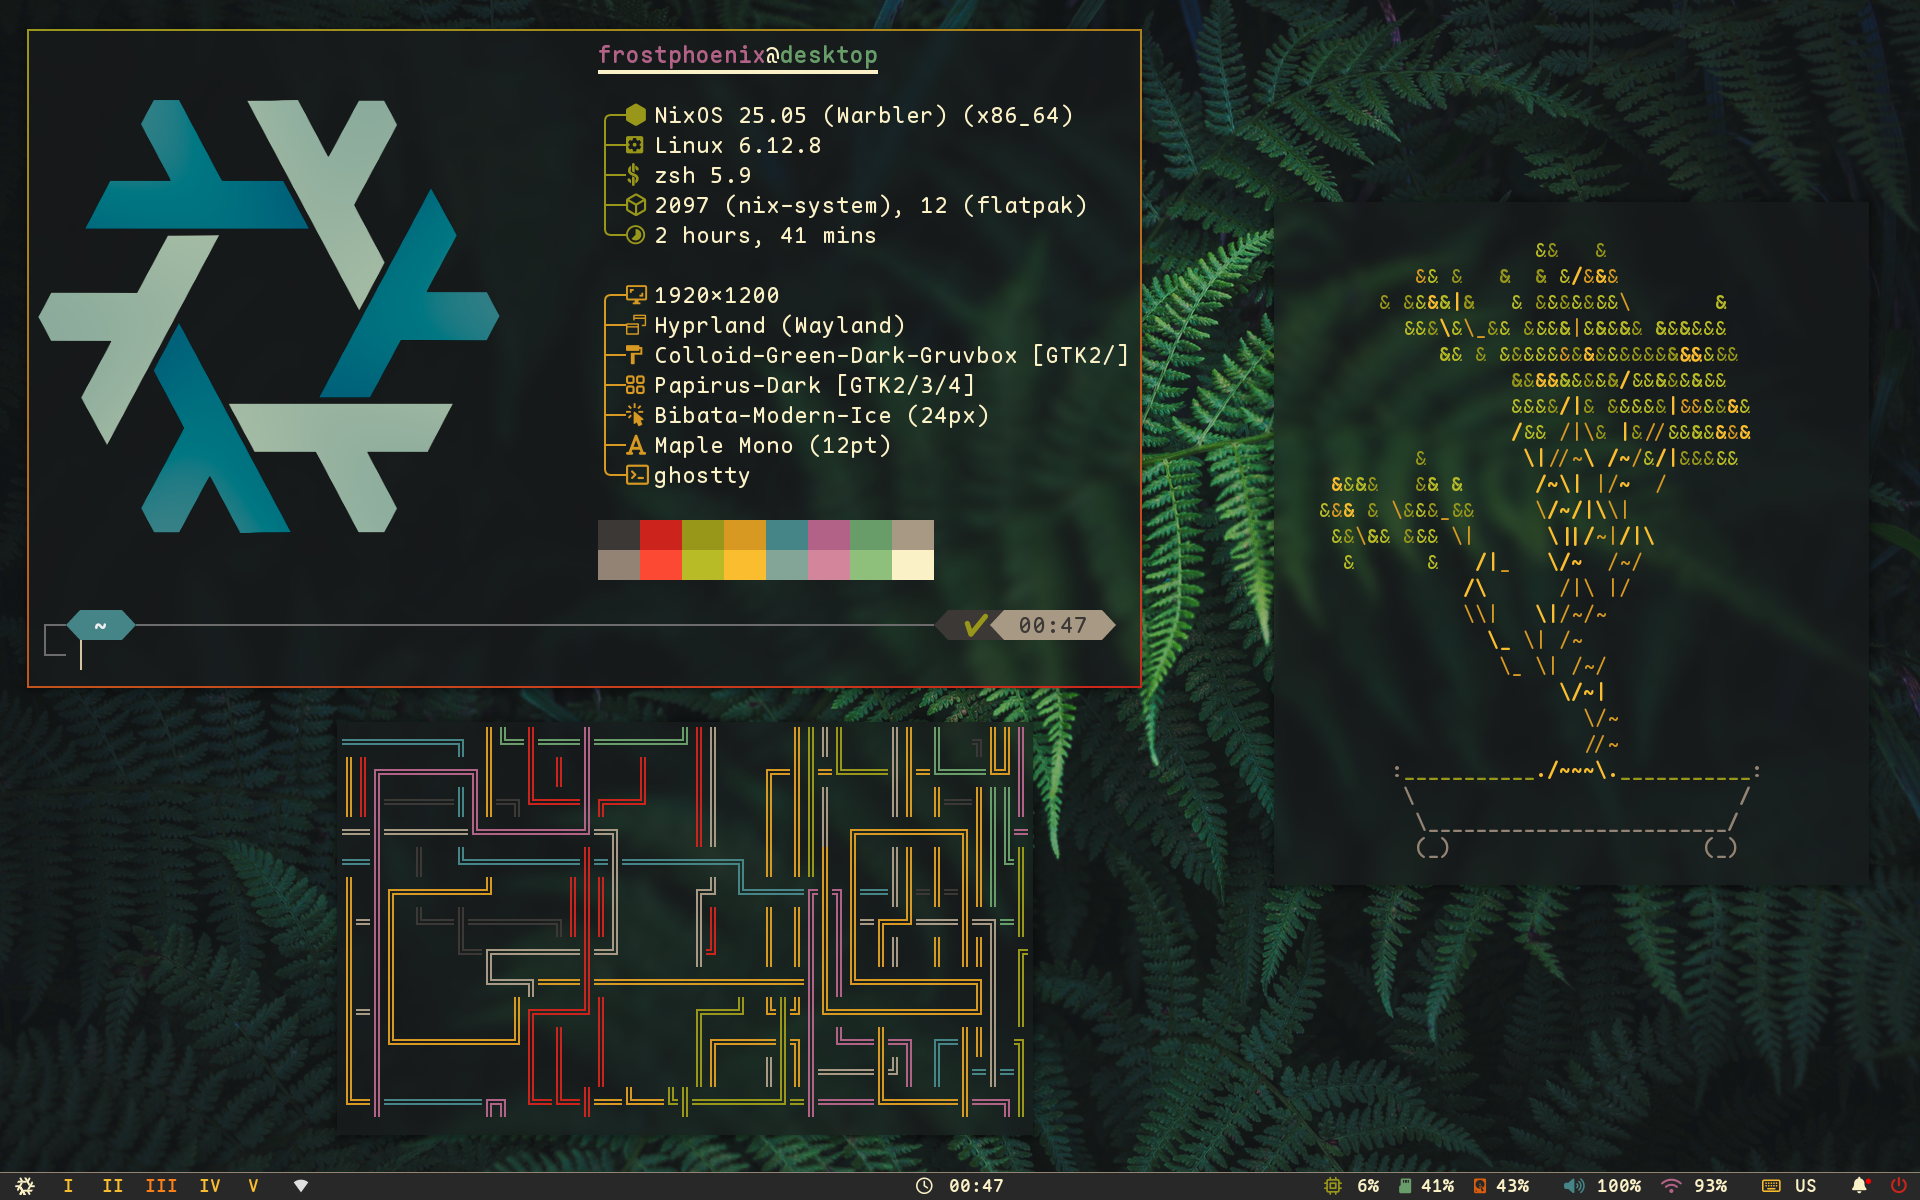 frostphoenix@desktop
NixOS 25.05 (Warbler) (x86_64)
Linux 6.12.8
zsh 5.9
2097 (nix-system), 12 (flatpak)
2 hours, 41 mins
1920×1200
Hyprland (Wayland)
Colloid-Green-Dark-Gruvbox [GTK2/]
Papirus-Dark [GTK2/3/4]
Bibata-Modern-Ice (24px)
Maple Mono (12pt)
ghostty
~ 00:47
I II III IV V 00:47 6% 41% 43% 100% 93% US